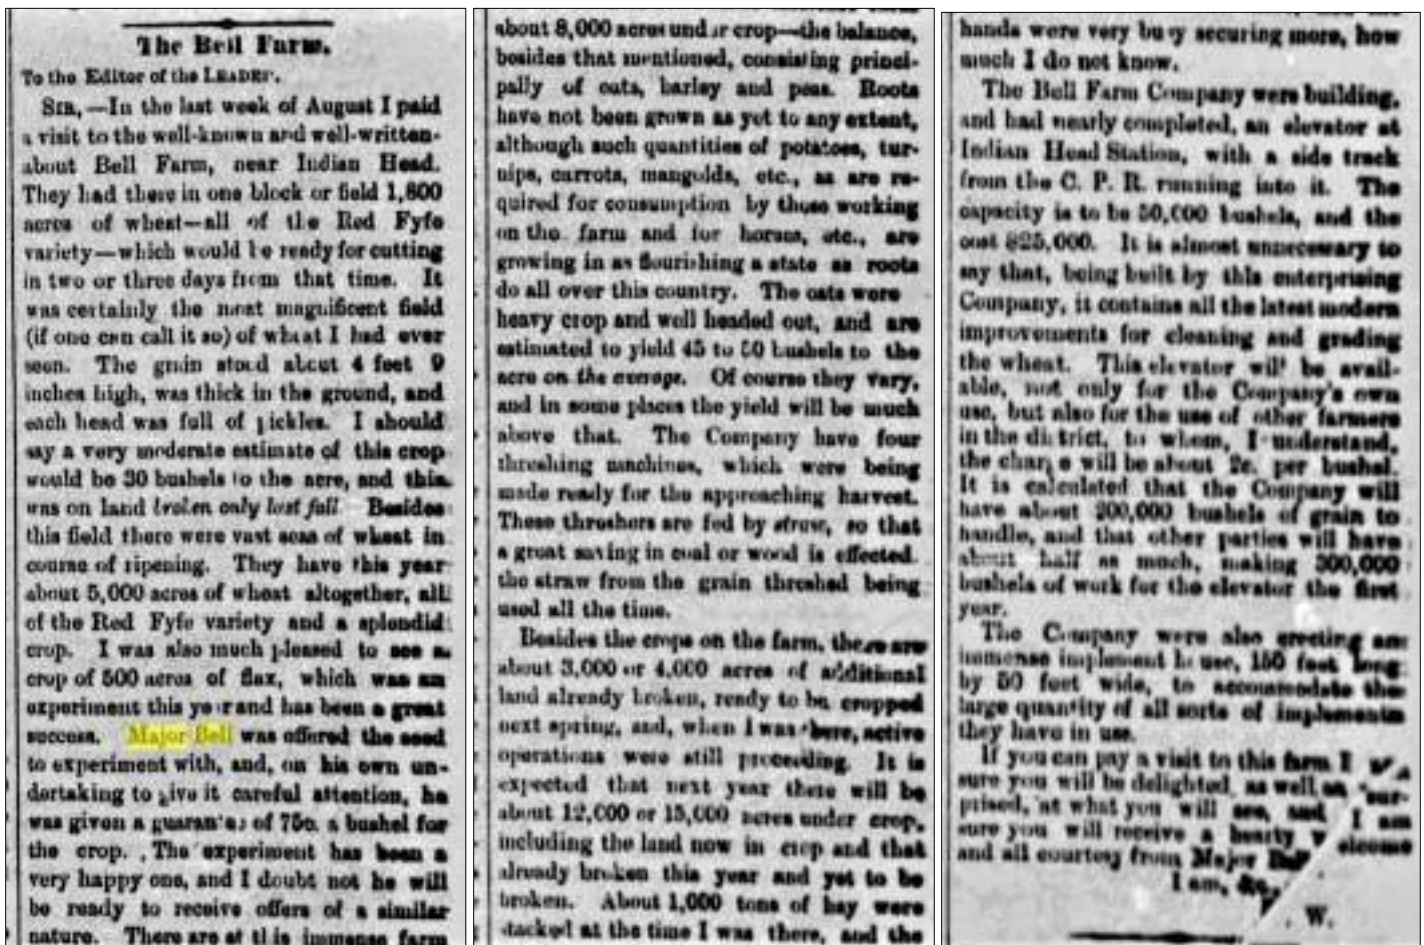 The Bell Farm.
To the Editor of the LEADER.
SIR,—In the last week of August I paid
a visit to the well-known and well-written-
about Bell Farm, near Indian Head.
They had there in one block or field 1,800
acres of wheat—all of the Red Fyfe
variety—which would be ready for cutting
in two or three days from that time. It
was certainly the most magnificent field
(if one can call it so) of wheat I had ever
seen. The grain stood about 4 feet 9
inches high, was thick in the ground, and
each head was full of pickles. I should
say a very moderate estimate of this crop
would be 30 bushels to the acre, and this
was on land broken only last fall. Besides
this field there were vast seas of wheat in
course of ripening. They have this year
about 5,000 acres of wheat altogether, all
of the Red Fyfe variety and a splendid
crop. I was also much pleased to see a
crop of 500 acres of flax, which was an
experiment this year and has been a great
success. Major Bell was offered the seed
to experiment with, and, on his own un-
dertaking to give it careful attention, he
was given a guarantee of 75c. a bushel for
the crop. The experiment has been a
very happy one, and I doubt not he will
be ready to receive offers of a similar
nature. There are at this immense farm
about 8,000 acres under crop—the balance,
besides that mentioned, consisting princi-
pally of oats, barley and peas. Roots
have not been grown as yet to any extent,
although such quantities of potatoes, tur-
nips, carrots, mangolds, etc., as are re-
quired for consumption by those working
on the farm and for horses, etc., are
growing in as flourishing a state as roots
do all over this country. The oats were
heavy crop and well headed out, and are
estimated to yield 45 to 50 bushels to the
acre on the average. Of course they vary,
and in some places the yield will be much
above that. The Company have four
threshing machines, which were being
made ready for the approaching harvest.
These threshers are fed by straw, so that
a great saving in coal or wood is effected.
the straw from the grain threshed being
used all the time.
Besides the crops on the farm, there are
about 3,000 or 4,000 acres of additional
land already broken, ready to be cropped
next spring, and, when I was there, active
operations were still proceeding. It is
expected that next year there will be
about 12,000 or 15,000 acres under crop,
including the land now in crop and that
already broken this year and yet to be
broken. About 1,000 tons of hay were
stacked at the time I was there, and the
hands were very busy securing more, how
much I do not know.
The Bell Farm Company were building,
and had nearly completed, an elevator at
Indian Head Station, with a side track
from the C. P. R. running into it. The
capacity is to be 50,000 bushels, and the
cost $25,000. It is almost unnecessary to
say that, being built by this enterprising
Company, it contains all the latest modern
improvements for cleaning and grading
the wheat. This elevator will be avail-
able, not only for the Company's own
use, but also for the use of other farmers
in the district, to whom, I understand,
the charge will be about 2c. per bushel.
It is calculated that the Company will
have about 200,000 bushels of grain to
handle, and that other parties will have
about half as much, making 300,000
bushels of work for the elevator the first
year.
The Company were also erecting an
immense implement house, 150 feet long
by 50 feet wide, to accommodate the
large quantity of all sorts of implements
they have in use.
If you can pay a visit to this farm I
sure you will be delighted, as well as sur-
prised, at what you will see, and I am
sure you will receive a hearty welcome
and all courtesy from Major Bell
I am, &c.,
W.